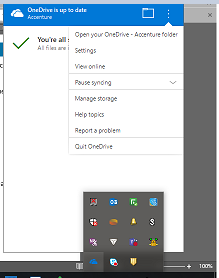 OneDrive is up to date
Accenture
You're all s
All files are i
Open your OneDrive - Accenture folder
Settings
View online
Pause syncing
Manage storage
Help topics
Report a problem
Quit OneDrive
100%